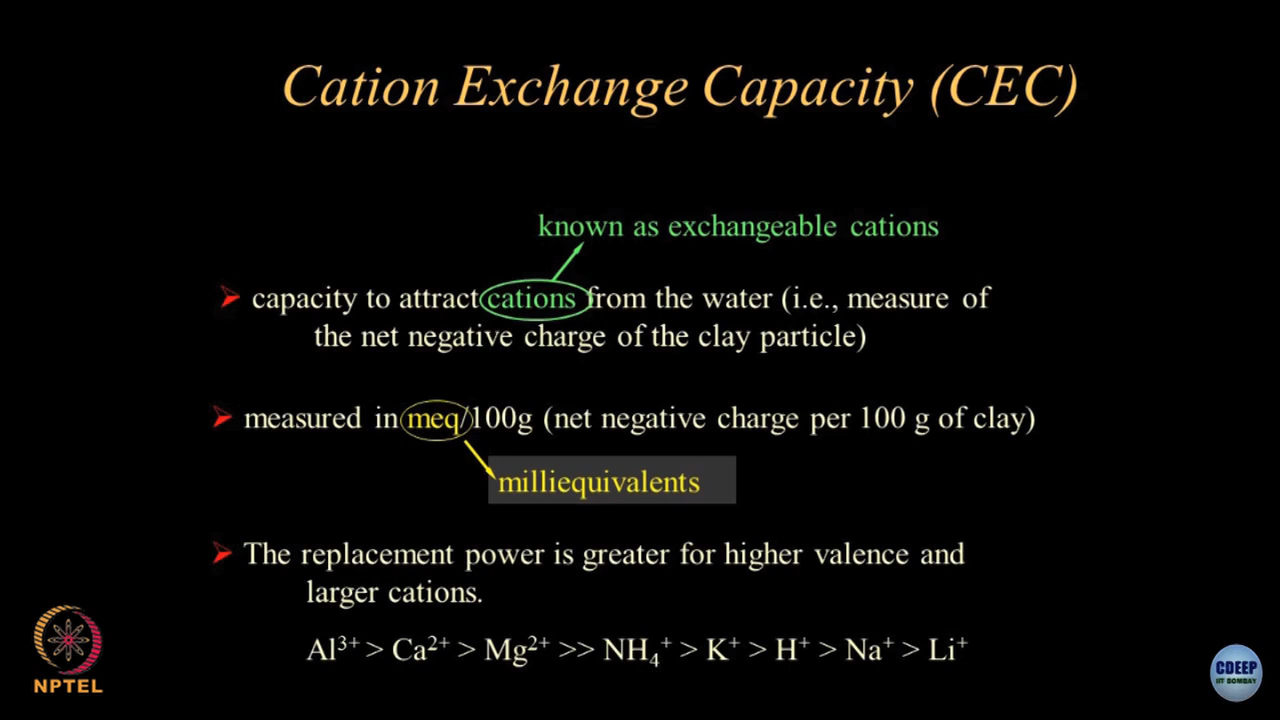 Cation Exchange Capacity (CEC)
known as exchangeable cations
capacity to attract cations from the water (i.e., measure of
the net negative charge of the clay particle)
measured in meq/100g (net negative charge per 100 g of clay)
milliequivalents
The replacement power is greater for higher valence and
larger cations.
Al³⁺ > Ca²⁺ > Mg²⁺ >> NH₄⁺ > K⁺ > H⁺ > Na⁺ > Li⁺
NPTEL
CDEEP
IIT BOMBAY